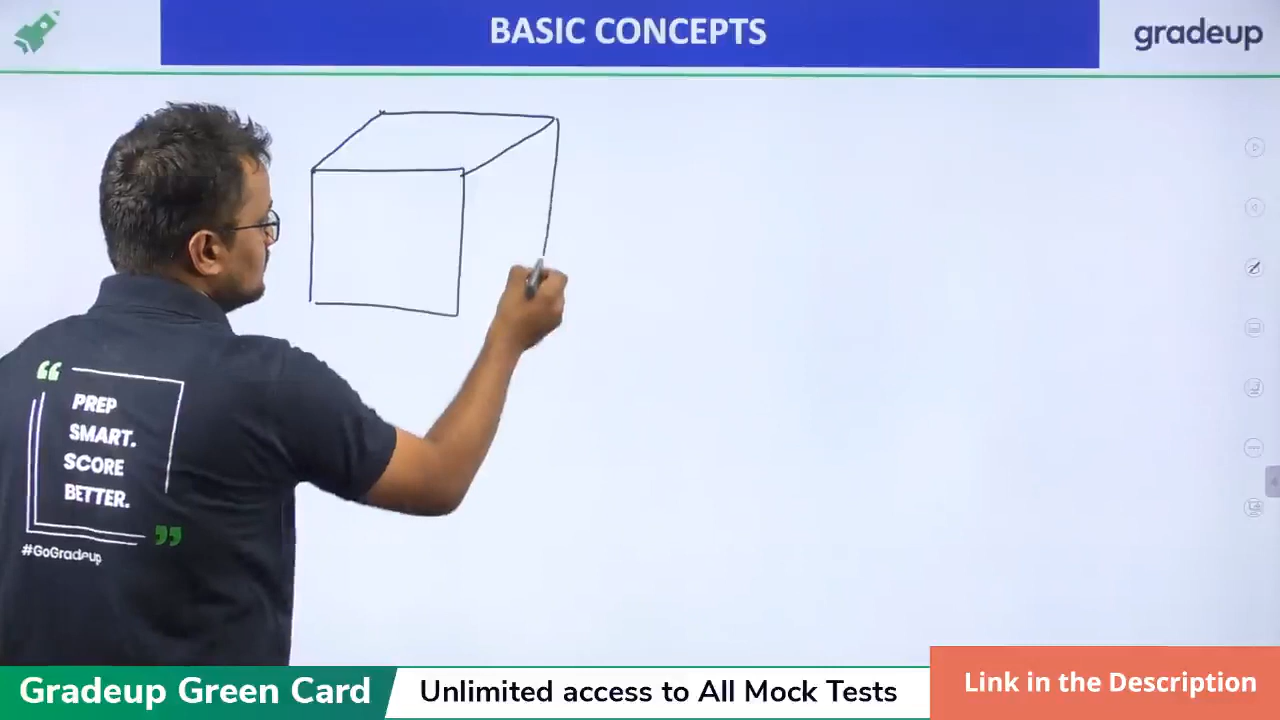 BASIC CONCEPTS
gradeup
“
PREP
SMART.
SCORE
BETTER.
”
#GoGradeup
Gradeup Green Card
Unlimited access to All Mock Tests
Link in the Description